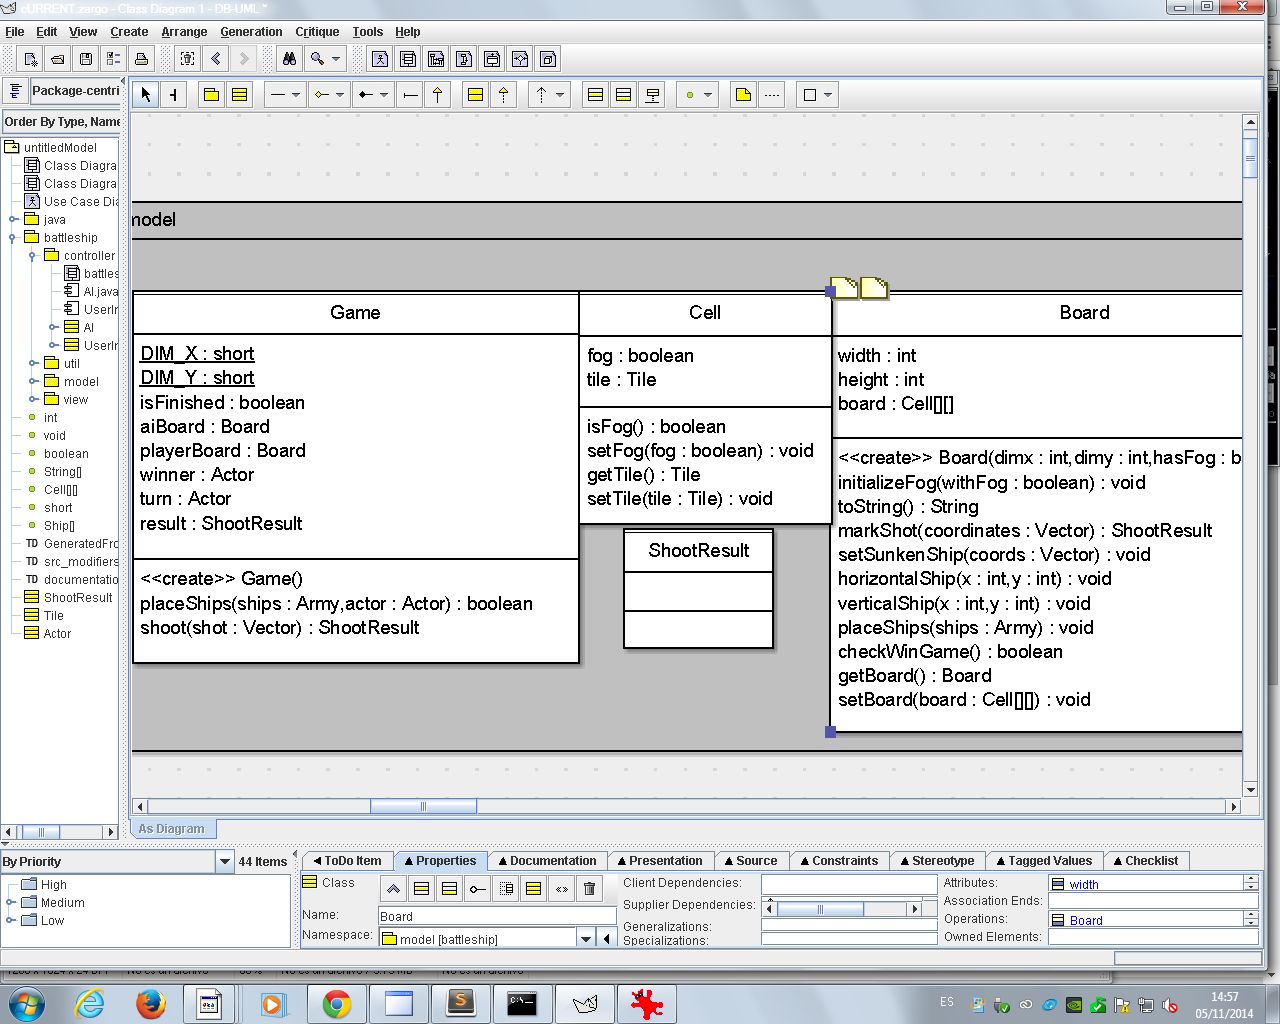 cURRENT.zargo - Class Diagram 1 - DB-UML *
File Edit View Create Arrange Generation Critique Tools Help
Package-centri
Order By Type, Name
untitledModel
Class Diagra
Class Diagra
Use Case Dia
java
battleship
controller
battles
AI.java
UserIn
AI
UserIn
util
model
view
int
void
boolean
String[]
Cell[][]
short
Ship[]
TD GeneratedFro
TD src_modifiers
TD documentatio
ShootResult
Tile
Actor
model
Game
DIM_X : short
DIM_Y : short
isFinished : boolean
aiBoard : Board
playerBoard : Board
winner : Actor
turn : Actor
result : ShootResult
<<create>> Game()
placeShips(ships : Army,actor : Actor) : boolean
shoot(shot : Vector) : ShootResult
Cell
fog : boolean
tile : Tile
isFog() : boolean
setFog(fog : boolean) : void
getTile() : Tile
setTile(tile : Tile) : void
ShootResult
Board
width : int
height : int
board : Cell[][]
<<create>> Board(dimx : int,dimy : int,hasFog : b
initializeFog(withFog : boolean) : void
toString() : String
markShot(coordinates : Vector) : ShootResult
setSunkenShip(coords : Vector) : void
horizontalShip(x : int,y : int) : void
verticalShip(x : int,y : int) : void
placeShips(ships : Army) : void
checkWinGame() : boolean
getBoard() : Board
setBoard(board : Cell[][]) : void
As Diagram
By Priority 44 Items
High
Medium
Low
ToDo Item Properties Documentation Presentation Source Constraints Stereotype Tagged Values Checklist
Class
Name: Board
Namespace: model [battleship]
Client Dependencies:
Supplier Dependencies:
Generalizations:
Specializations:
Attributes: width
Association Ends:
Operations: Board
Owned Elements:
ES
14:57
05/11/2014